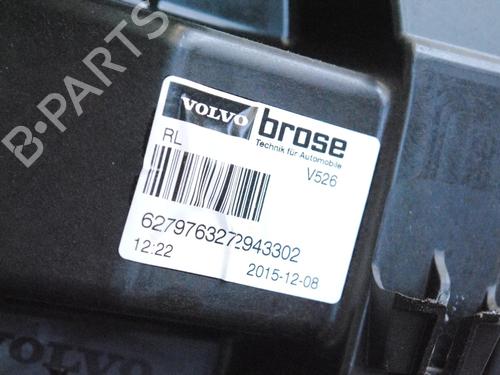 B-PARTS
VOLVO brose
Technik für Automobile
RL
V526
6279763272943302
12:22
2015-12-08
VOLVO